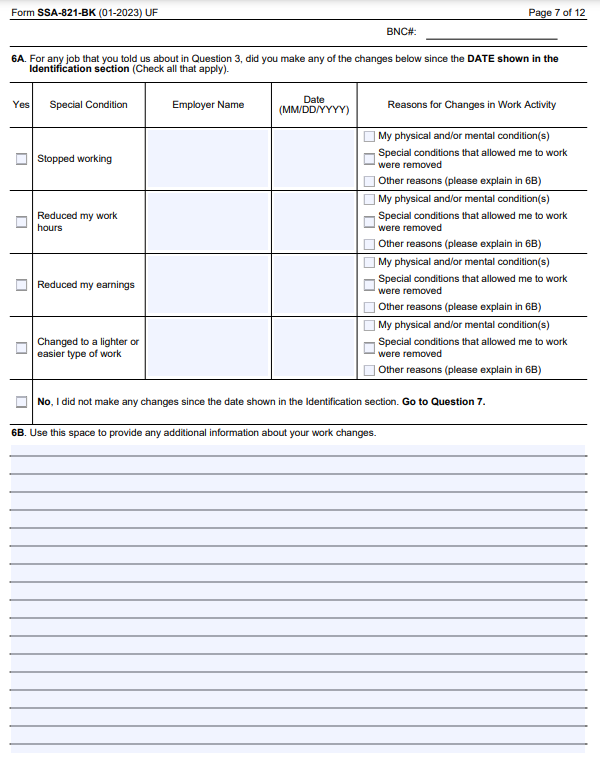 Form SSA-821-BK (01-2023) UF
Page 7 of 12
BNC#:
6A. For any job that you told us about in Question 3, did you make any of the changes below since the DATE shown in the
Identification section (Check all that apply).
Yes
Special Condition
Employer Name
Date
(MM/DD/YYYY)
Reasons for Changes in Work Activity
Stopped working
My physical and/or mental condition(s)
Special conditions that allowed me to work
were removed
Other reasons (please explain in 6B)
Reduced my work
hours
My physical and/or mental condition(s)
Special conditions that allowed me to work
were removed
Other reasons (please explain in 6B)
Reduced my earnings
My physical and/or mental condition(s)
Special conditions that allowed me to work
were removed
Other reasons (please explain in 6B)
Changed to a lighter or
easier type of work
My physical and/or mental condition(s)
Special conditions that allowed me to work
were removed
Other reasons (please explain in 6B)
No, I did not make any changes since the date shown in the Identification section. Go to Question 7.
6B. Use this space to provide any additional information about your work changes.